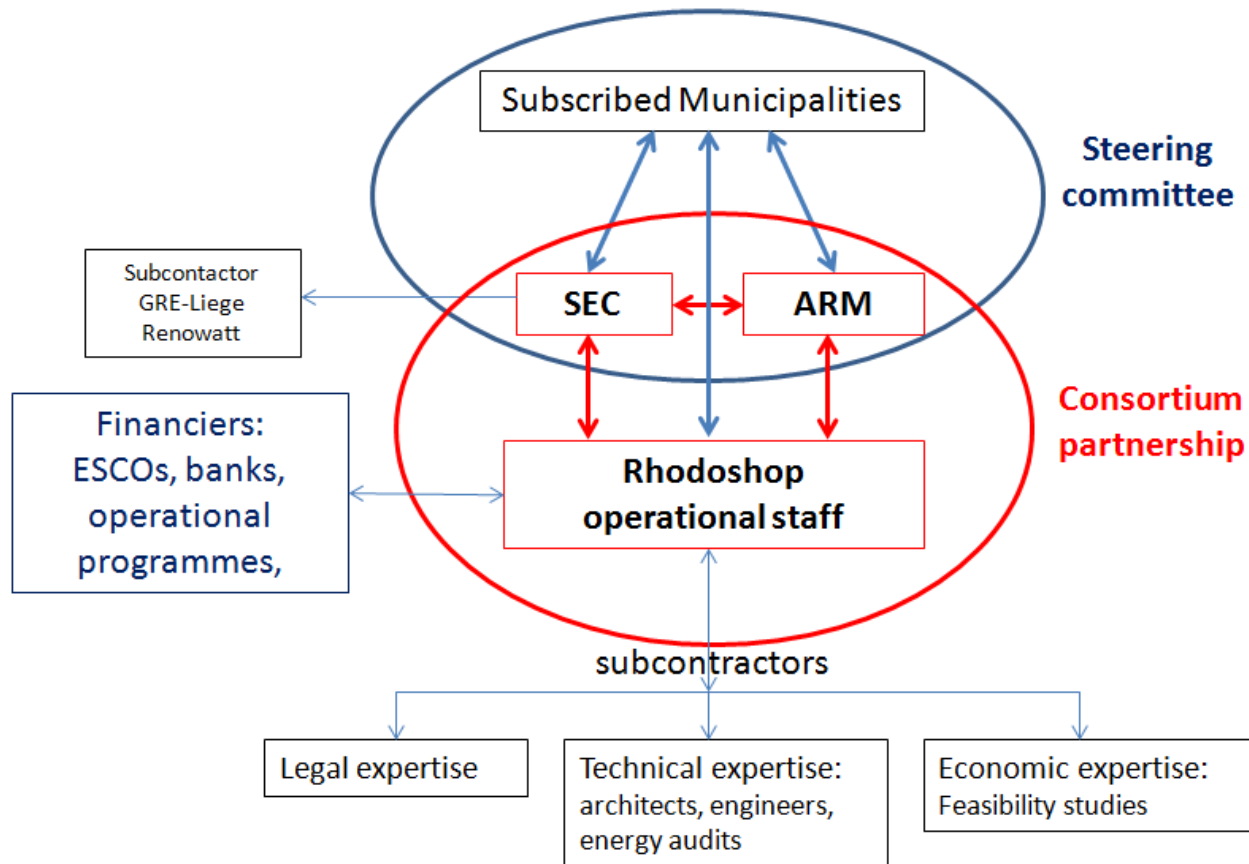 Subscribed Municipalities
Steering
committee
Subcontactor
GRE-Liege
Renowatt
SEC
ARM
Financiers:
ESCOs, banks,
operational
programmes,
Consortium
partnership
Rhodoshop
operational staff
subcontractors
Legal expertise
Technical expertise:
architects, engineers,
energy audits
Economic expertise:
Feasibility studies